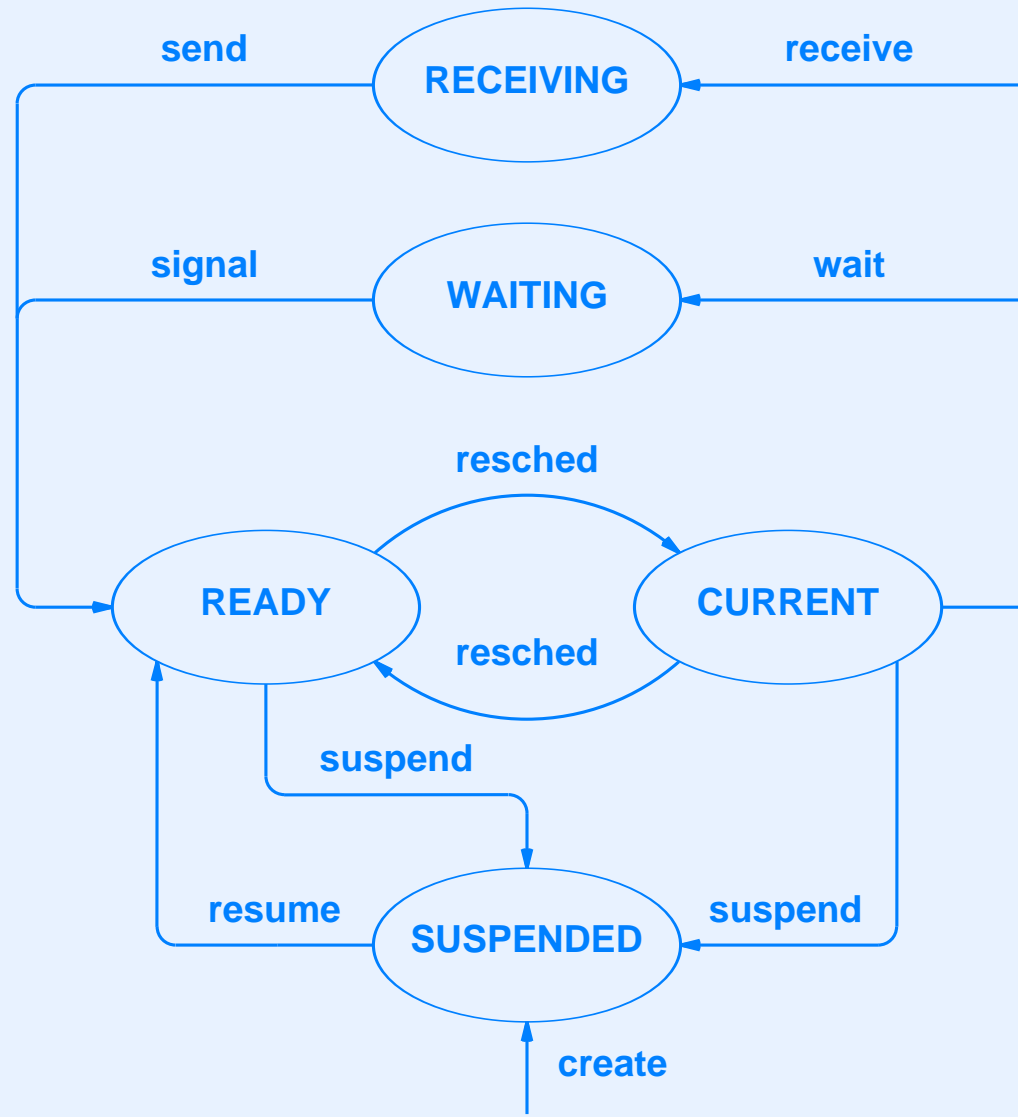 send
RECEIVING
receive
signal
WAITING
wait
resched
READY
CURRENT
resched
suspend
resume
SUSPENDED
suspend
create